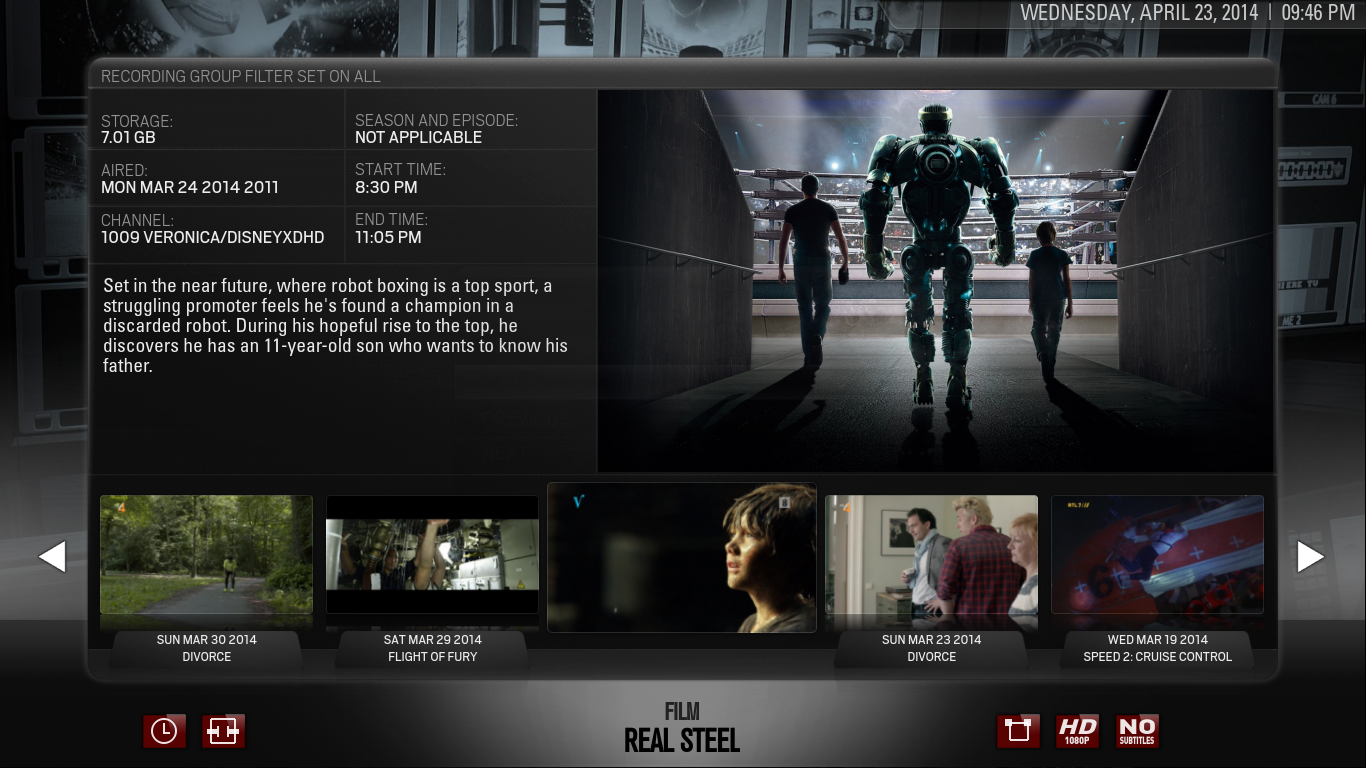 WEDNESDAY, APRIL 23, 2014 | 09:46 PM
RECORDING GROUP FILTER SET ON ALL
STORAGE:
7.01 GB
SEASON AND EPISODE:
NOT APPLICABLE
AIRED:
MON MAR 24 2014 2011
START TIME:
8:30 PM
CHANNEL:
1009 VERONICA/DISNEYXDHD
END TIME:
11:05 PM
Set in the near future, where robot boxing is a top sport, a
struggling promoter feels he's found a champion in a
discarded robot. During his hopeful rise to the top, he
discovers he has an 11-year-old son who wants to know his
father.
CAM 6
4
V
8
4
SUN MAR 30 2014
DIVORCE
SAT MAR 29 2014
FLIGHT OF FURY
SUN MAR 23 2014
DIVORCE
WED MAR 19 2014
SPEED 2: CRUISE CONTROL
FILM
REAL STEEL
HD
1080P
NO
SUBTITLES